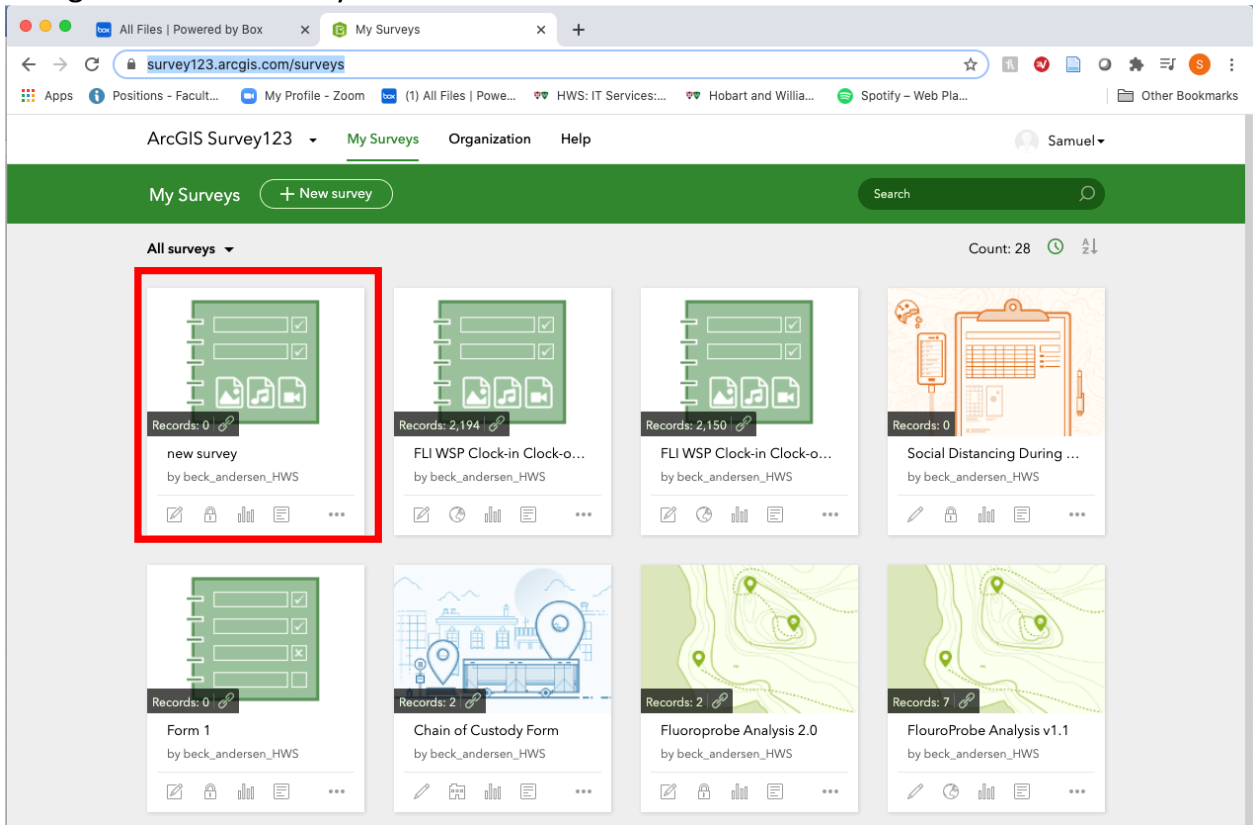 All Files | Powered by Box
My Surveys
survey123.arcgis.com/surveys
Apps
Positions - Facult...
My Profile - Zoom
(1) All Files | Powe...
HWS: IT Services:...
Hobart and Willia...
Spotify – Web Pla...
Other Bookmarks
ArcGIS Survey123
My Surveys
Organization
Help
Samuel
My Surveys
+ New survey
Search
All surveys
Count: 28
Records: 0
Records: 2,194
Records: 2,150
Records: 0
new survey
FLI WSP Clock-in Clock-o...
FLI WSP Clock-in Clock-o...
Social Distancing During ...
by beck_andersen_HWS
by beck_andersen_HWS
by beck_andersen_HWS
by beck_andersen_HWS
Records: 0
Records: 2
Records: 2
Records: 7
Form 1
Chain of Custody Form
Fluoroprobe Analysis 2.0
FlouroProbe Analysis v1.1
by beck_andersen_HWS
by beck_andersen_HWS
by beck_andersen_HWS
by beck_andersen_HWS